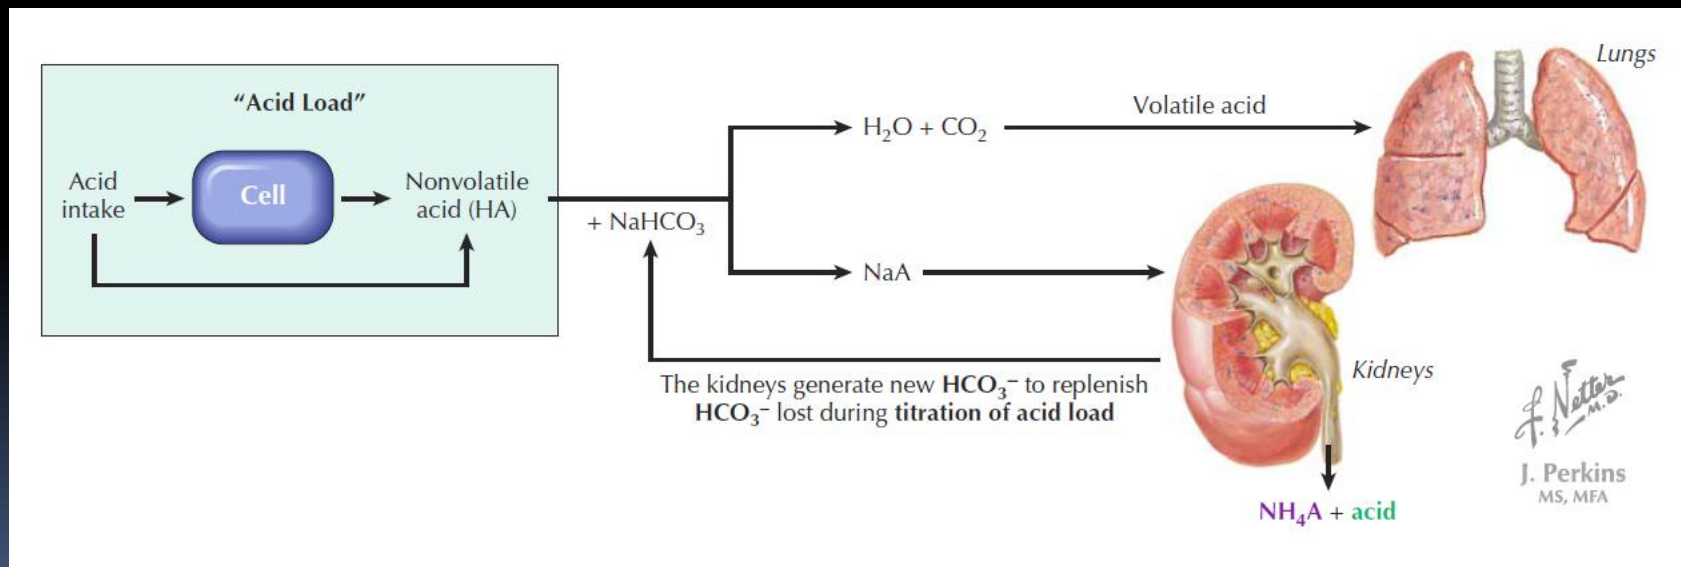 “Acid Load”
Acid intake
Cell
Nonvolatile
acid (HA)
+ NaHCO₃
H₂O + CO₂
Volatile acid
Lungs
NaA
The kidneys generate new HCO₃⁻ to replenish
HCO₃⁻ lost during titration of acid load
Kidneys
NH₄A + acid
f. Netter
M.D.
J. Perkins
MS, MFA